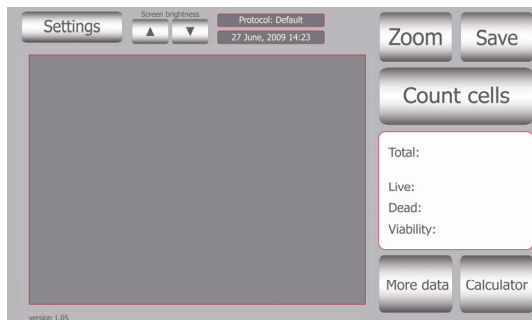 Settings
Screen brightness
Protocol: Default
27 June, 2009 14:23
Zoom
Save
Count cells
Total:
Live:
Dead:
Viability:
More data
Calculator
version 1.05